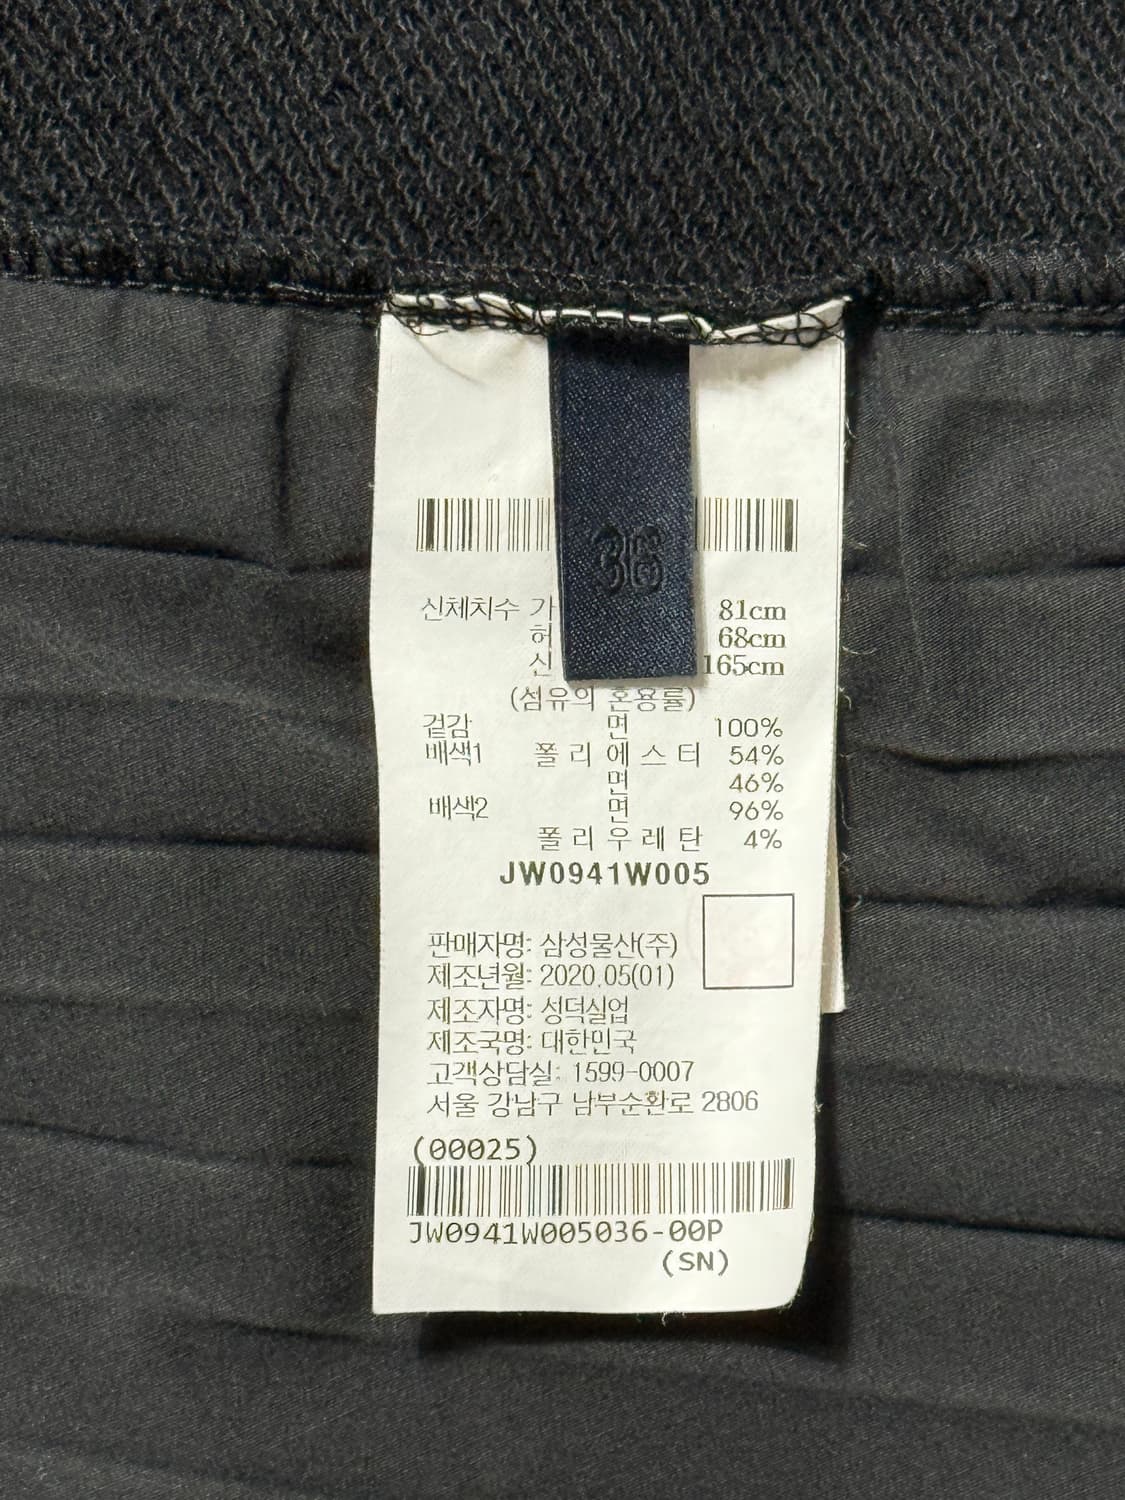 36
신체치수 가 81cm
허 68cm
신 165cm
(섬유의 혼용률)
겉감 면 100%
배색1 폴리에스터 54%
면 46%
배색2 면 96%
폴리우레탄 4%
JW0941W005
판매자명: 삼성물산(주)
제조년월: 2020.05(01)
제조자명: 성덕실업
제조국명: 대한민국
고객상담실: 1599-0007
서울 강남구 남부순환로 2806
(00025)
JW0941W005036-00P
(SN)